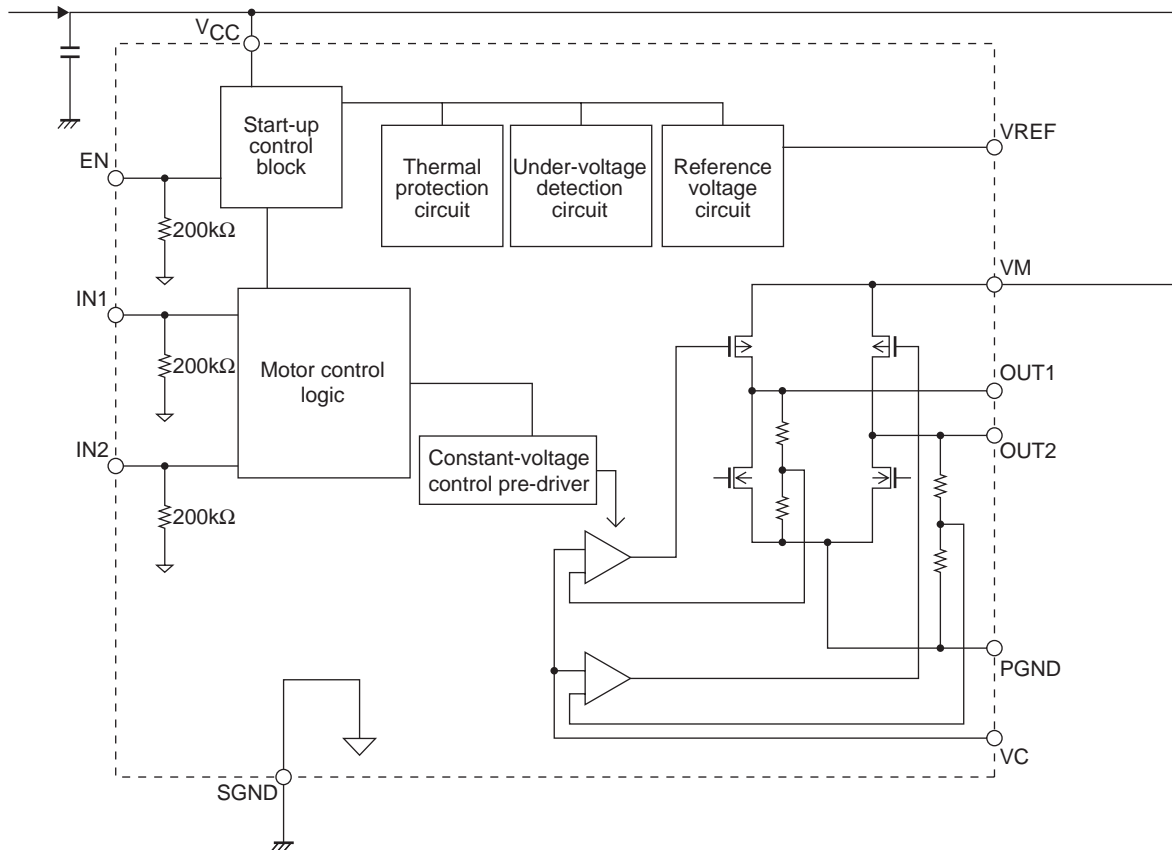 VCC
Start-up
control
block
EN
200kΩ
Thermal
protection
circuit
Under-voltage
detection
circuit
Reference
voltage
circuit
VREF
VM
IN1
200kΩ
Motor control
logic
OUT1
OUT2
IN2
200kΩ
Constant-voltage
control pre-driver
PGND
VC
SGND